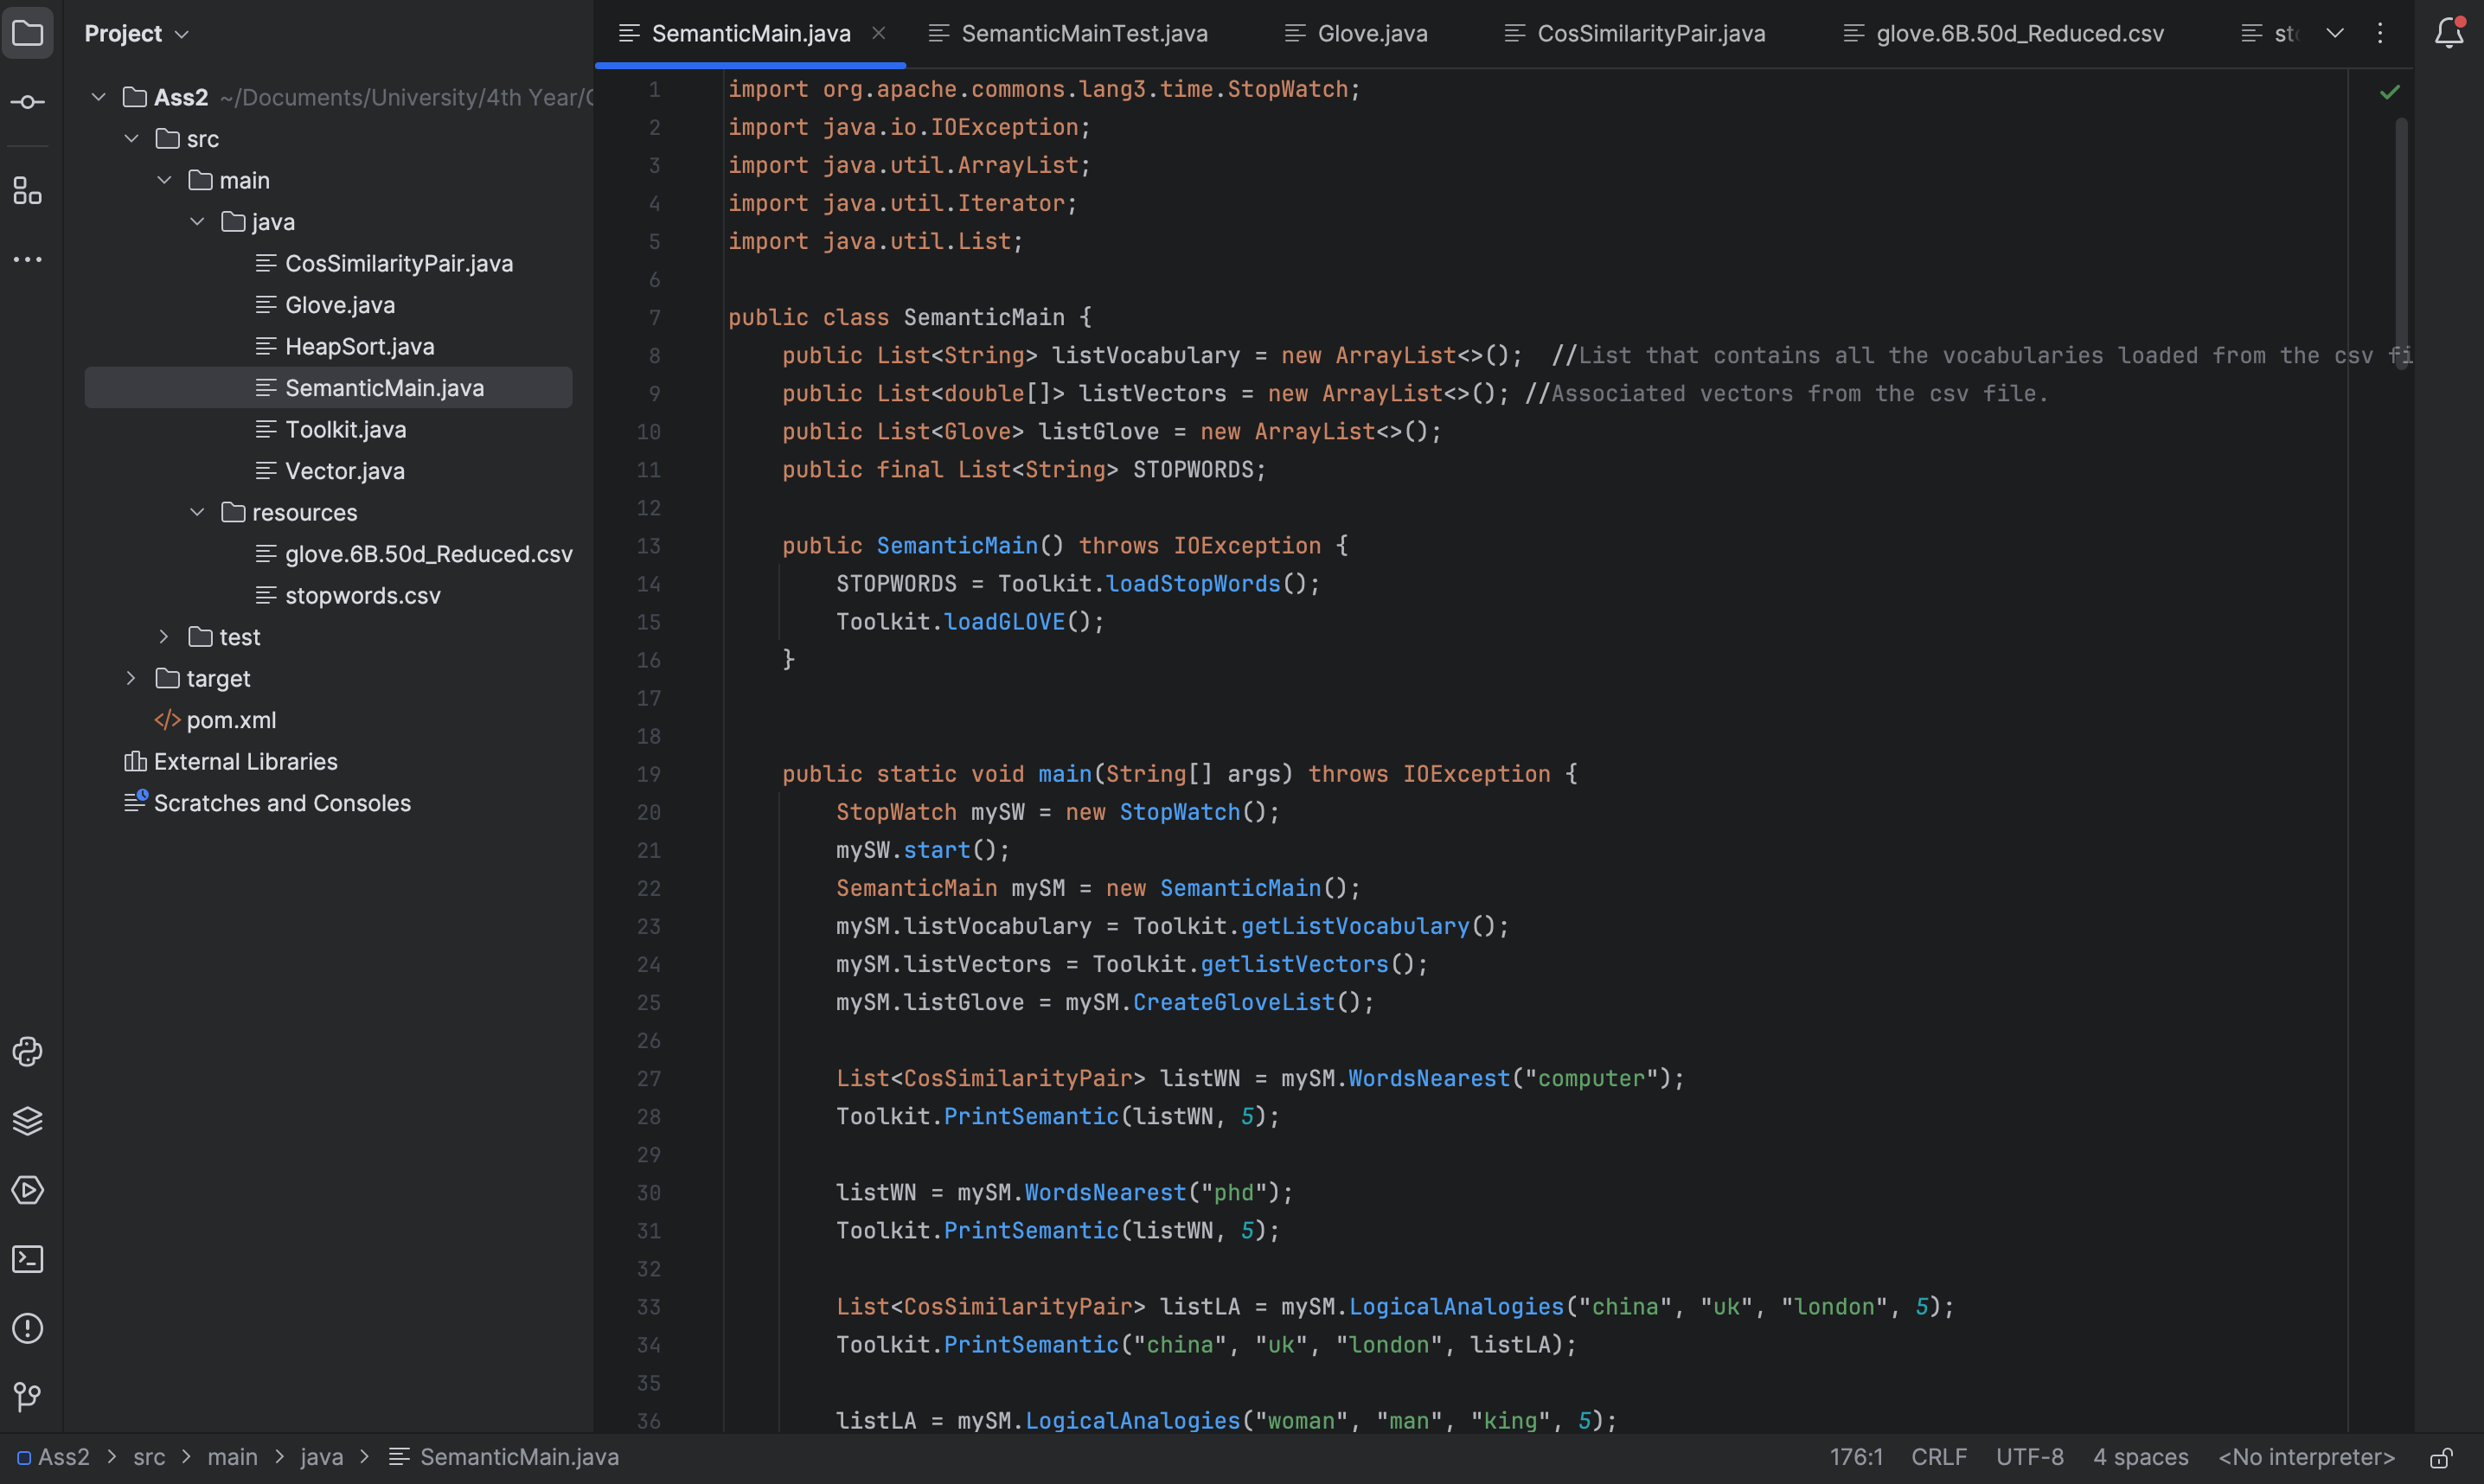 Project
SemanticMain.java
SemanticMainTest.java
Glove.java
CosSimilarityPair.java
glove.6B.50d_Reduced.csv
Ass2 ~/Documents/University/4th Year/
src
main
java
CosSimilarityPair.java
Glove.java
HeapSort.java
SemanticMain.java
Toolkit.java
Vector.java
resources
glove.6B.50d_Reduced.csv
stopwords.csv
test
target
</> pom.xml
External Libraries
Scratches and Consoles
1 import org.apache.commons.lang3.time.StopWatch;
2 import java.io.IOException;
3 import java.util.ArrayList;
4 import java.util.Iterator;
5 import java.util.List;
6
7 public class SemanticMain {
8     public List<String> listVocabulary = new ArrayList<>();  //List that contains all the vocabularies loaded from the csv fi
9     public List<double[]> listVectors = new ArrayList<>(); //Associated vectors from the csv file.
10     public List<Glove> listGlove = new ArrayList<>();
11     public final List<String> STOPWORDS;
12
13     public SemanticMain() throws IOException {
14         STOPWORDS = Toolkit.loadStopWords();
15         Toolkit.loadGLOVE();
16     }
17
18
19     public static void main(String[] args) throws IOException {
20         StopWatch mySW = new StopWatch();
21         mySW.start();
22         SemanticMain mySM = new SemanticMain();
23         mySM.listVocabulary = Toolkit.getListVocabulary();
24         mySM.listVectors = Toolkit.getlistVectors();
25         mySM.listGlove = mySM.CreateGloveList();
26
27         List<CosSimilarityPair> listWN = mySM.WordsNearest("computer");
28         Toolkit.PrintSemantic(listWN, 5);
29
30         listWN = mySM.WordsNearest("phd");
31         Toolkit.PrintSemantic(listWN, 5);
32
33         List<CosSimilarityPair> listLA = mySM.LogicalAnalogies("china", "uk", "london", 5);
34         Toolkit.PrintSemantic("china", "uk", "london", listLA);
35
36         listLA = mySM.LogicalAnalogies("woman", "man", "king", 5);
Ass2 > src > main > java > SemanticMain.java
176:1 CRLF UTF-8 4 spaces <No interpreter>